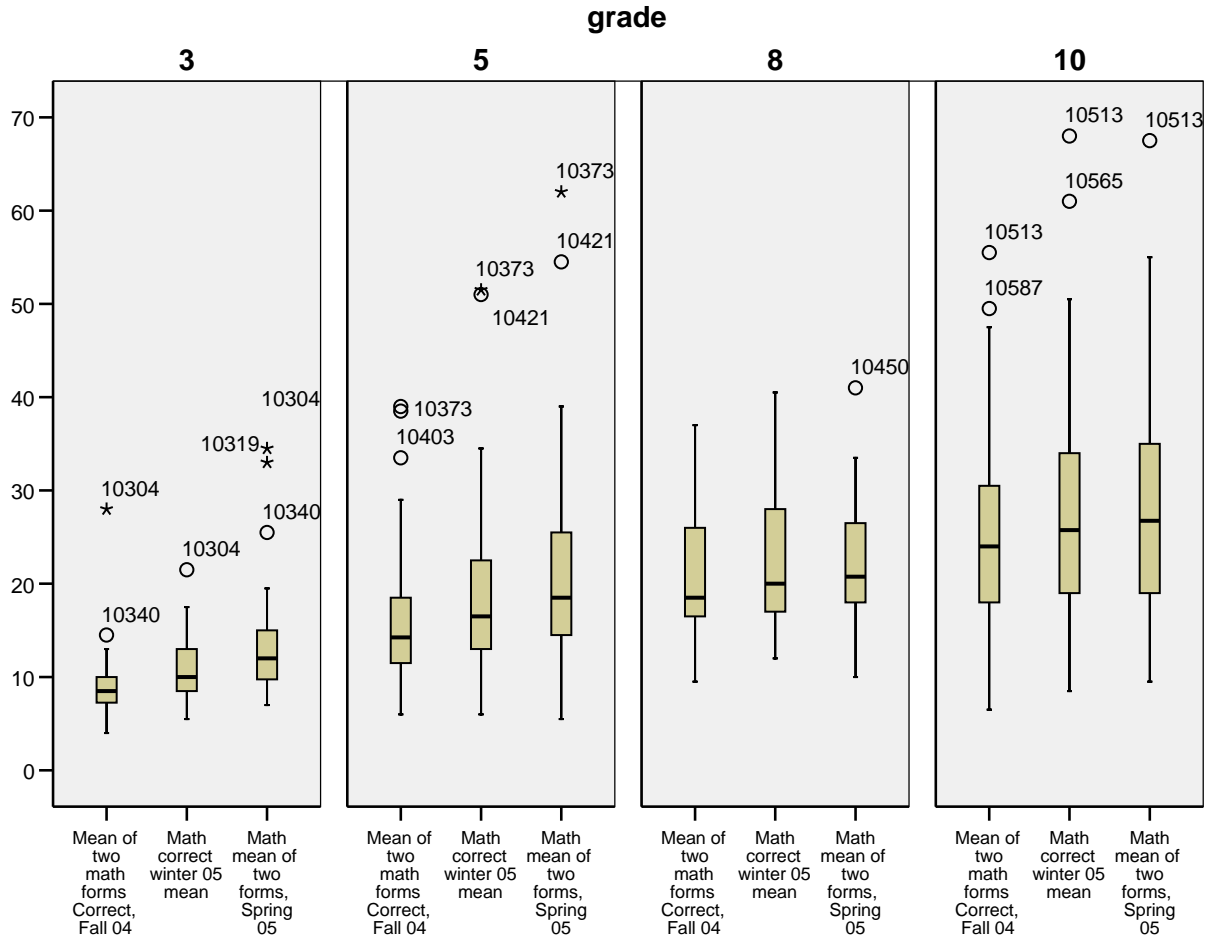 grade
3
5
8
10
70
60
50
40
30
20
10
0
10304
10340
10304
10304
10319
10340
10373
10403
10373
10421
10373
10421
10450
10513
10587
10513
10565
10513
Mean of
two
math
forms
Correct,
Fall 04
Math
correct
winter 05
mean
Math
mean of
two
forms,
Spring
05
Mean of
two
math
forms
Correct,
Fall 04
Math
correct
winter 05
mean
Math
mean of
two
forms,
Spring
05
Mean of
two
math
forms
Correct,
Fall 04
Math
correct
winter 05
mean
Math
mean of
two
forms,
Spring
05
Mean of
two
math
forms
Correct,
Fall 04
Math
correct
winter 05
mean
Math
mean of
two
forms,
Spring
05